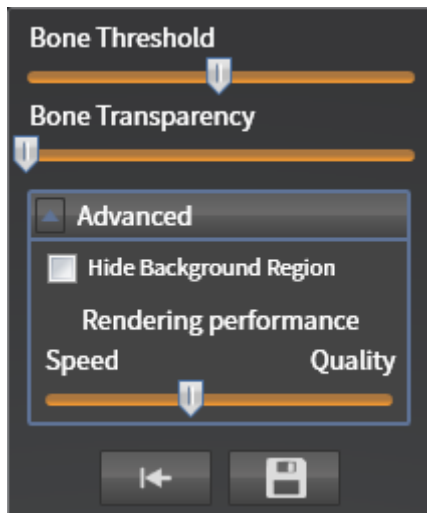 Bone Threshold
Bone Transparency
Advanced
Hide Background Region
Rendering performance
Speed Quality